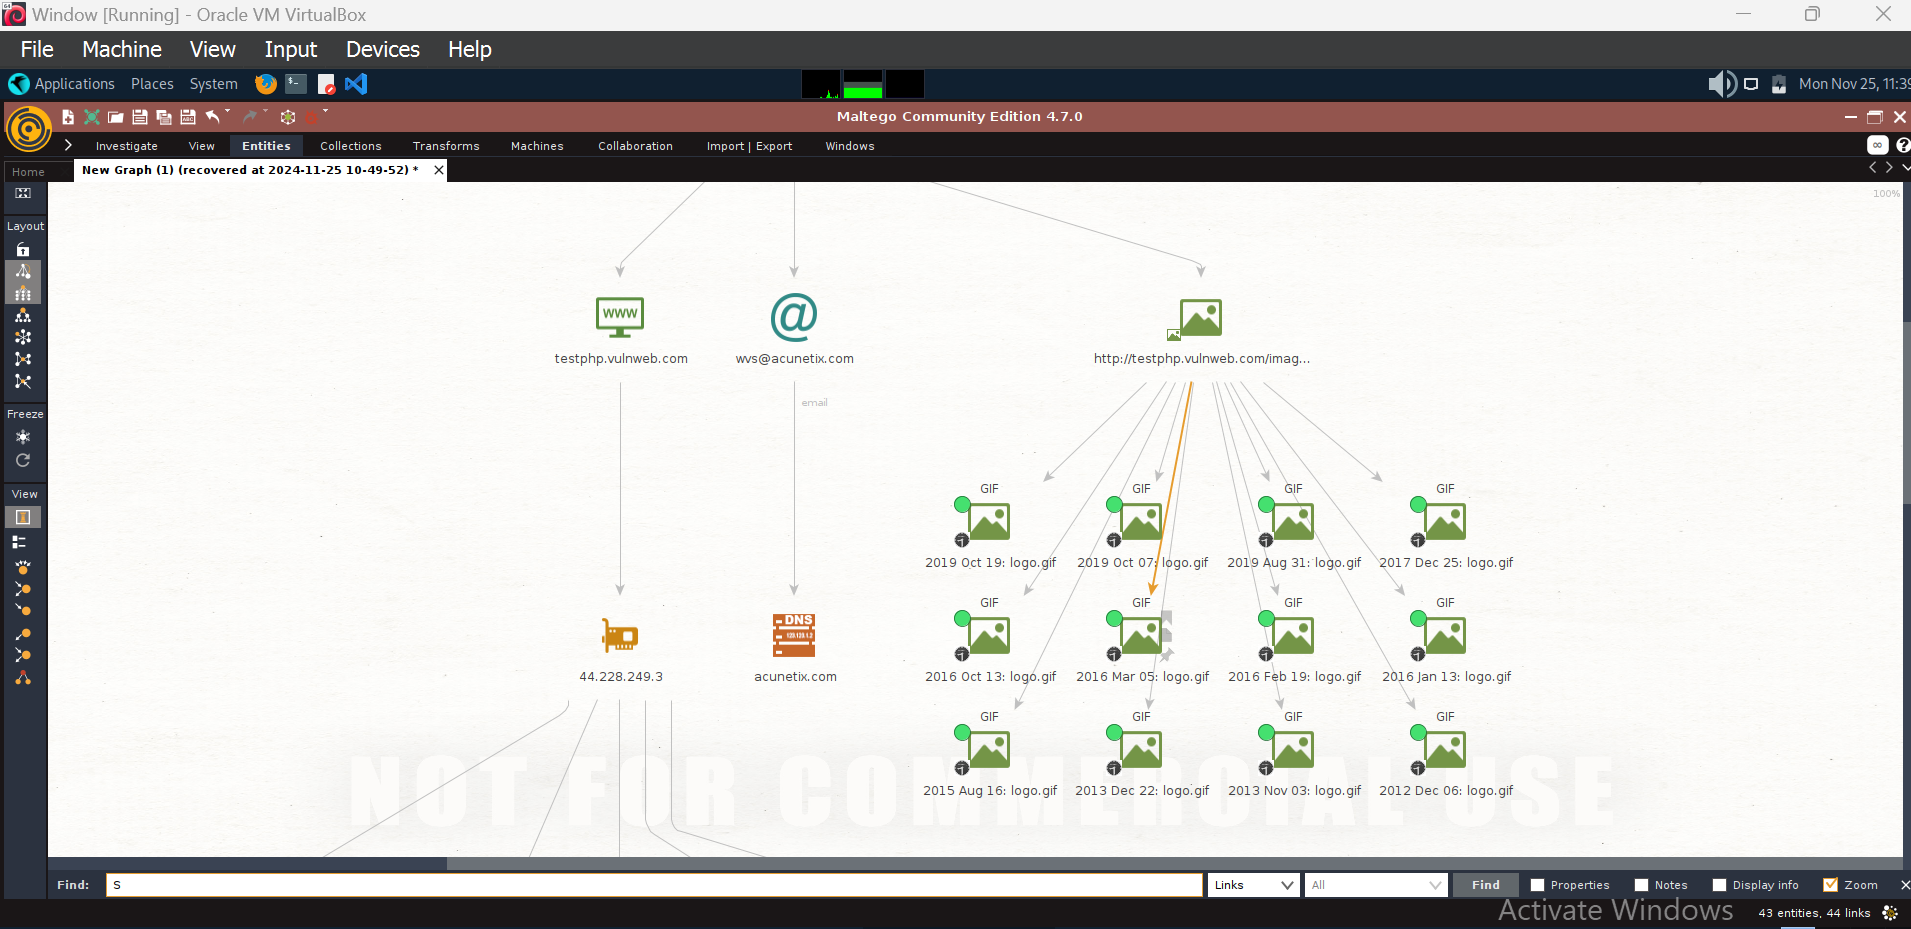 Window [Running] - Oracle VM VirtualBox
File Machine View Input Devices Help
Applications Places System
Mon Nov 25, 11:39
Maltego Community Edition 4.7.0
Investigate View Entities Collections Transforms Machines Collaboration Import | Export Windows
Home
New Graph (1) (recovered at 2024-11-25 10-49-52) *
100%
Layout
Freeze
View
WWW
testphp.vulnweb.com
@
wvs@acunetix.com
http://testphp.vulnweb.com/imag...
email
GIF GIF GIF GIF
2019 Oct 19: logo.gif 2019 Oct 07: logo.gif 2019 Aug 31: logo.gif 2017 Dec 25: logo.gif
GIF GIF GIF GIF
DNS
44.228.249.3
acunetix.com
2016 Oct 13: logo.gif 2016 Mar 05: logo.gif 2016 Feb 19: logo.gif 2016 Jan 13: logo.gif
GIF GIF GIF GIF
2015 Aug 16: logo.gif 2013 Dec 22: logo.gif 2013 Nov 03: logo.gif 2012 Dec 06: logo.gif
NOT FOR COMMERCIAL USE
Find: S Links All Find Properties Notes Display info Zoom
Activate Windows
43 entities, 44 links